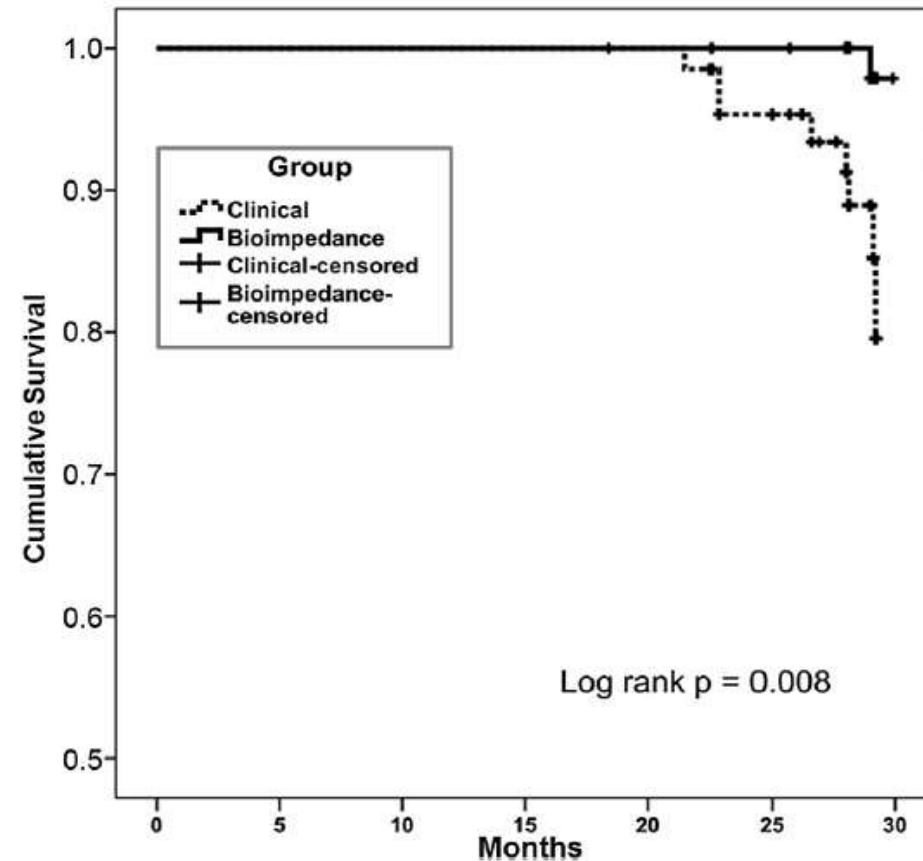 1.0
0.9
0.8
0.7
0.6
0.5
Cumulative Survival
Group
Clinical
Bioimpedance
Clinical-censored
Bioimpedance-
censored
Log rank p = 0.008
0 5 10 15 20 25 30
Months